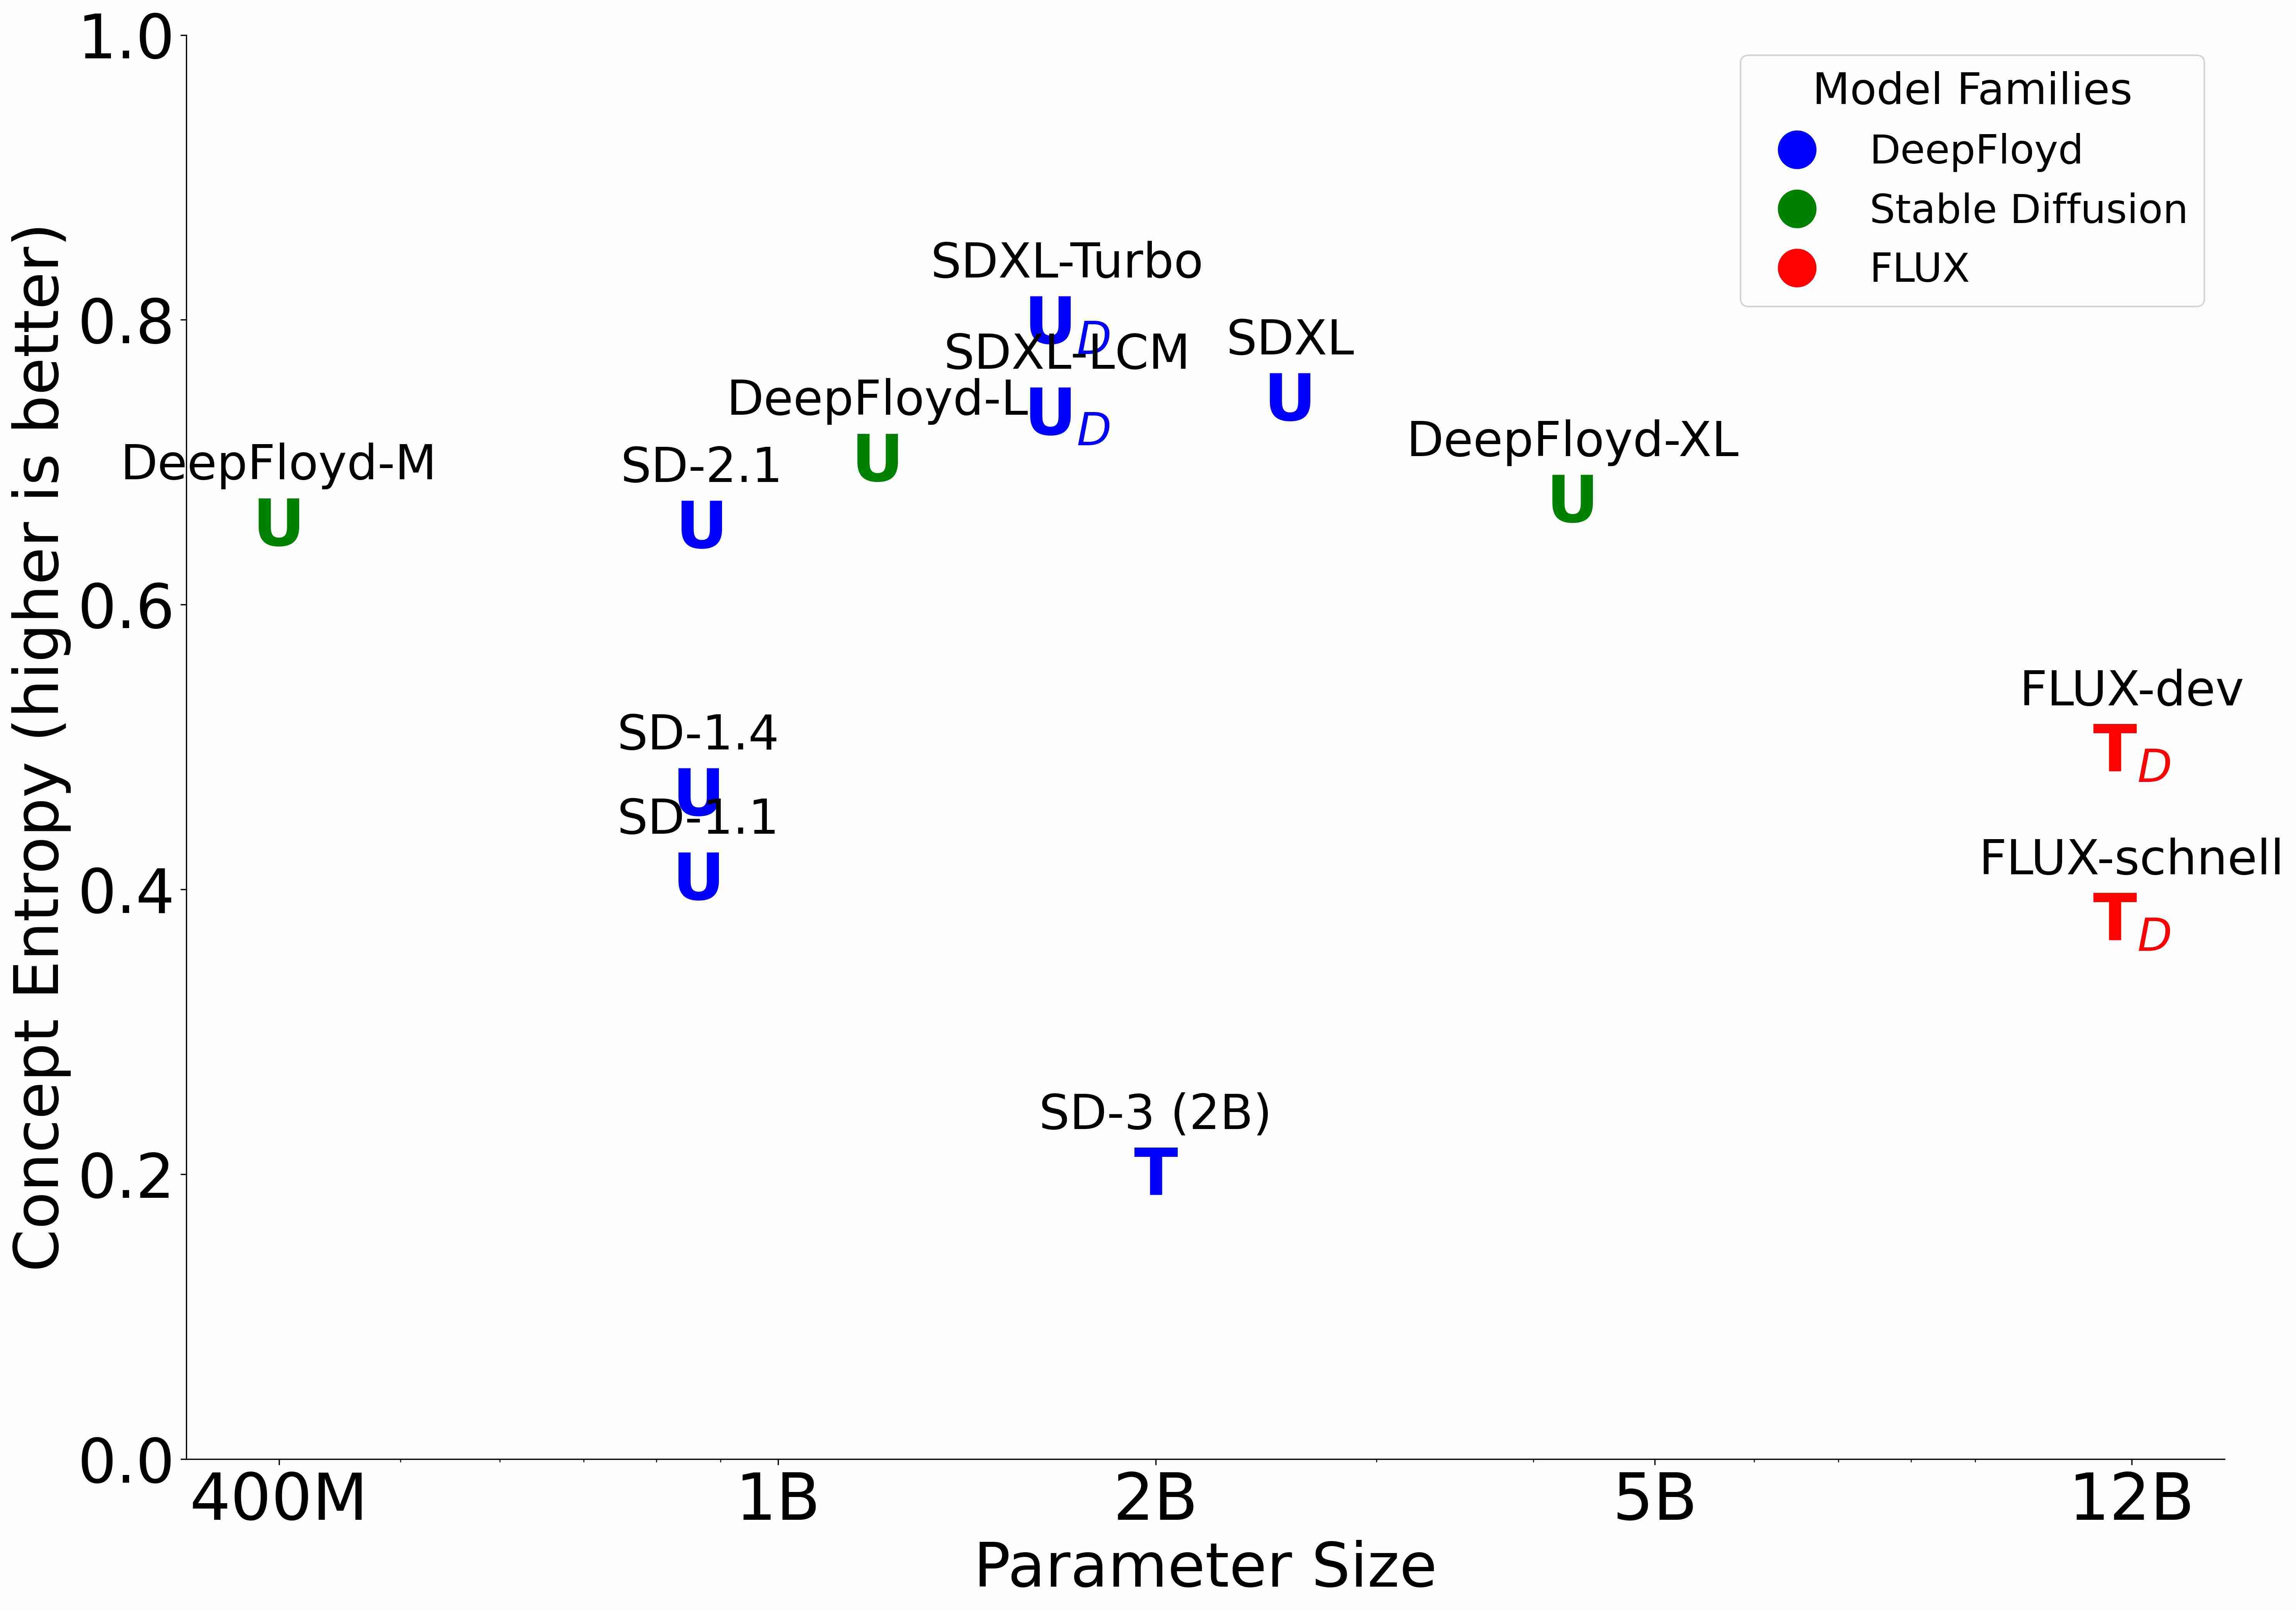 1.0
0.8
0.6
0.4
0.2
0.0
Concept Entropy (higher is better)
Model Families
DeepFloyd
Stable Diffusion
FLUX
SDXL-Turbo
U_D
SDXL-LCM
U_D
SDXL
U
DeepFloyd-L
U
DeepFloyd-XL
U
DeepFloyd-M
U
SD-2.1
U
FLUX-dev
T_D
SD-1.4
U
SD-1.1
U
FLUX-schnell
T_D
SD-3 (2B)
T
400M
1B
2B
5B
12B
Parameter Size